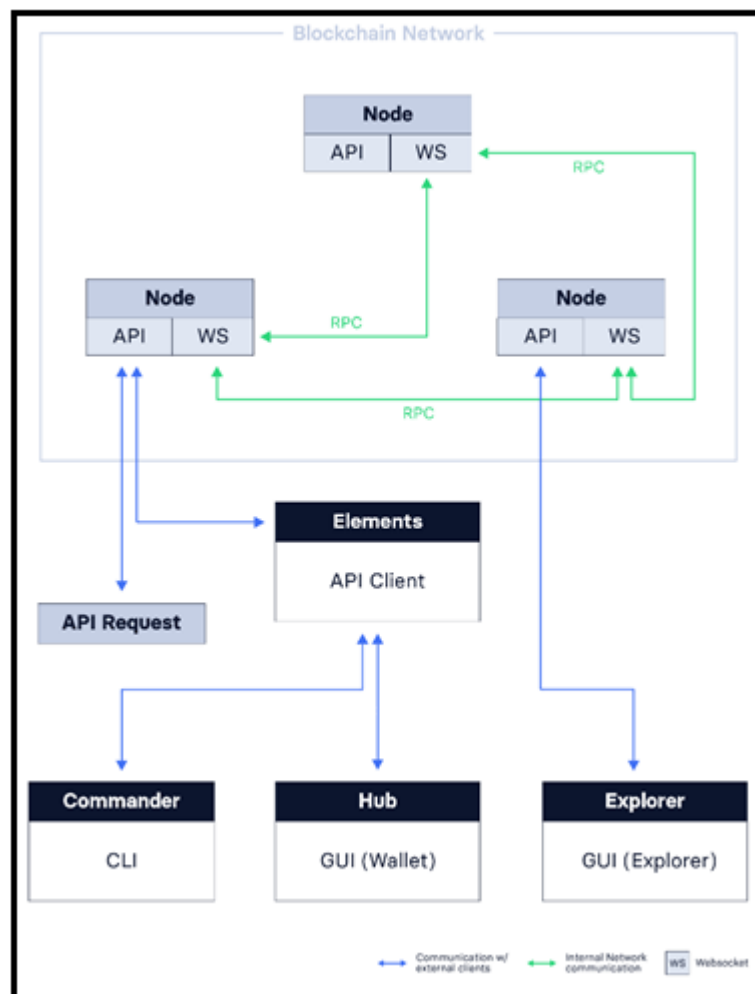 Blockchain Network
Node
API WS
RPC
Node
API WS
RPC
Node
API WS
RPC
Elements
API Client
API Request
Commander
CLI
Hub
GUI (Wallet)
Explorer
GUI (Explorer)
Communication w/
external clients
Internal Network
communication
WS Websocket